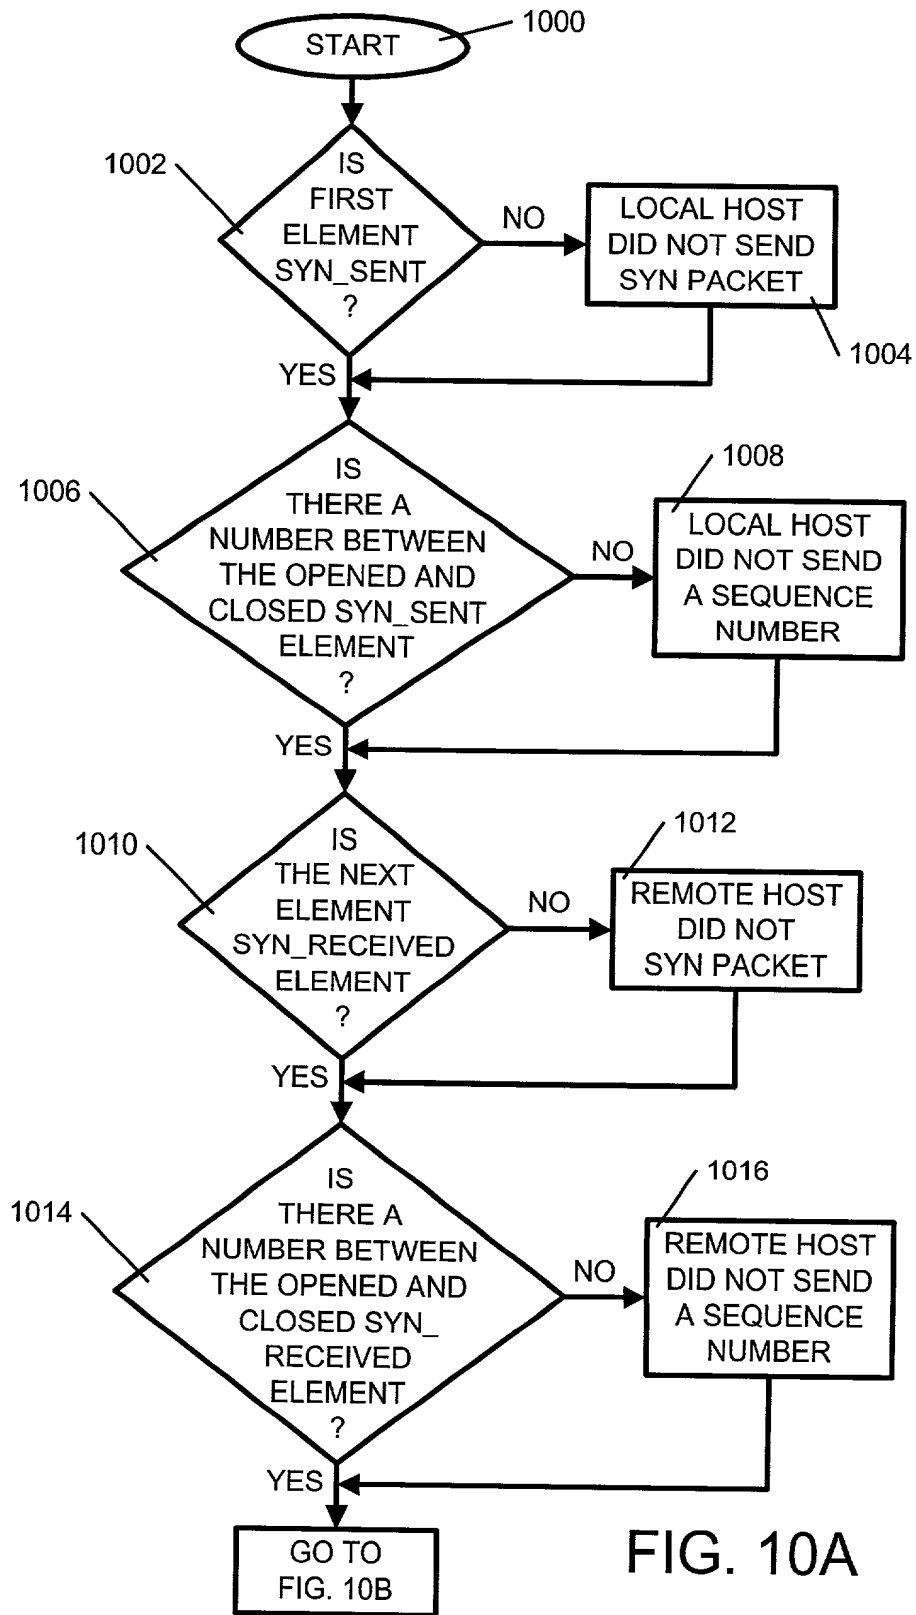 START
1000
1002
IS
FIRST
ELEMENT
SYN_SENT
?
NO
LOCAL HOST
DID NOT SEND
SYN PACKET
1004
YES
1006
IS
THERE A
NUMBER BETWEEN
THE OPENED AND
CLOSED SYN_SENT
ELEMENT
?
NO
1008
LOCAL HOST
DID NOT SEND
A SEQUENCE
NUMBER
YES
1010
IS
THE NEXT
ELEMENT
SYN_RECEIVED
ELEMENT
?
NO
1012
REMOTE HOST
DID NOT
SYN PACKET
YES
1014
IS
THERE A
NUMBER BETWEEN
THE OPENED AND
CLOSED SYN_
RECEIVED
ELEMENT
?
NO
1016
REMOTE HOST
DID NOT SEND
A SEQUENCE
NUMBER
YES
GO TO
FIG. 10B
FIG. 10A